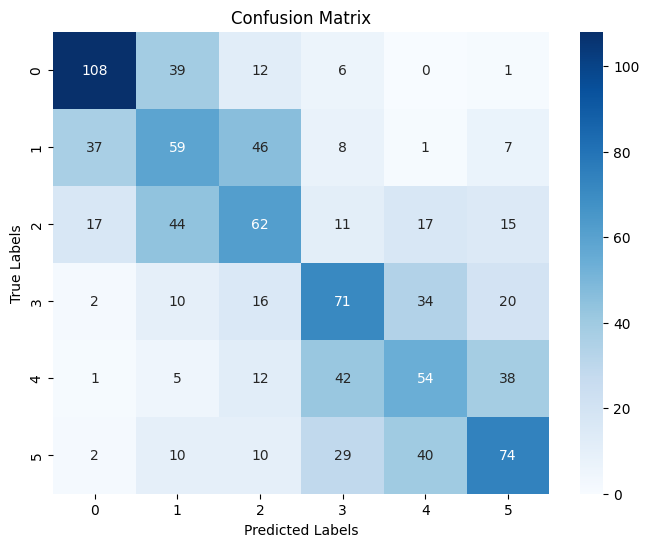 Confusion Matrix
0 108 39 12 6 0 1
1 37 59 46 8 1 7
2 17 44 62 11 17 15
3 2 10 16 71 34 20
4 1 5 12 42 54 38
5 2 10 10 29 40 74
0 1 2 3 4 5
Predicted Labels
True Labels
100
80
60
40
20
0